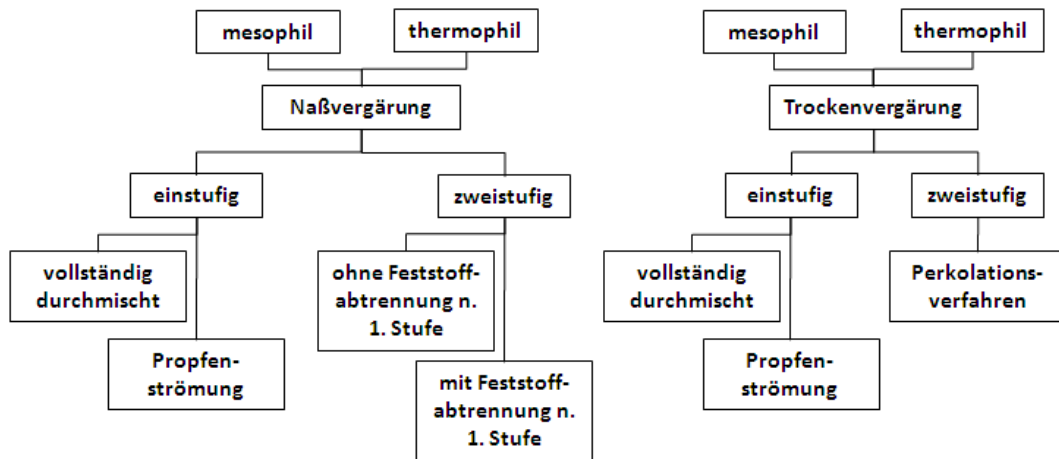 mesophil
thermophil
Naßvergärung
einstufig
zweistufig
vollständig
durchmischt
Propfen-
strömung
ohne Feststoff-
abtrennung n.
1. Stufe
mit Feststoff-
abtrennung n.
1. Stufe
mesophil
thermophil
Trockenvergärung
einstufig
zweistufig
vollständig
durchmischt
Propfen-
strömung
Perkolations-
verfahren